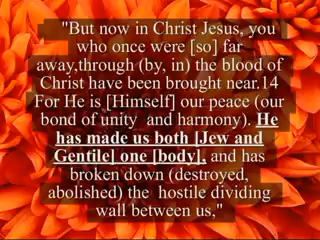 "But now in Christ Jesus, you
who once were [so] far
away,through (by, in) the blood of
Christ have been brought near.14
For He is [Himself] our peace (our
bond of unity and harmony). He
has made us both [Jew and
Gentile] one [body], and has
broken down (destroyed,
abolished) the hostile dividing
wall between us,"